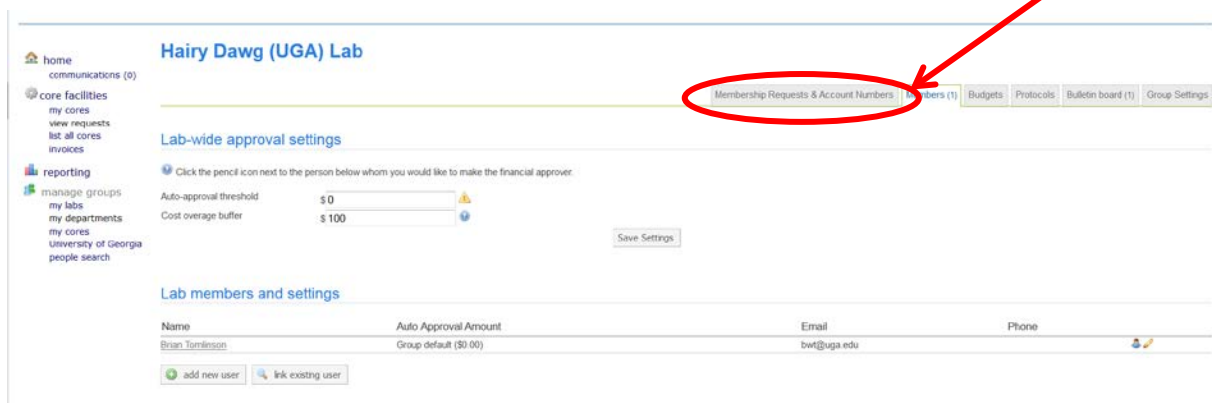 home
communications (0)
core facilities
my cores
view requests
list all cores
invoices
reporting
manage groups
my labs
my departments
my cores
University of Georgia
people search
Hairy Dawg (UGA) Lab
Membership Requests & Account Numbers Members (1) Budgets Protocols Bulletin board (1) Group Settings
Lab-wide approval settings
Click the pencil icon next to the person below whom you would like to make the financial approver.
Auto-approval threshold $ 0
Cost overage buffer $ 100
Save Settings
Lab members and settings
Name Auto Approval Amount Email Phone
Brian Tomlinson Group default ($0.00) bwt@uga.edu
add new user link existing user